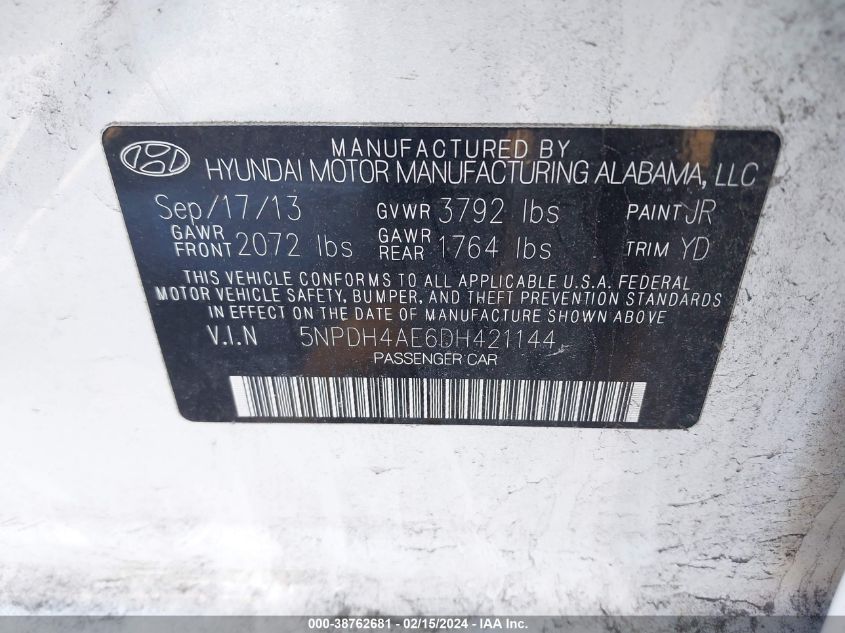 MANUFACTURED BY
HYUNDAI MOTOR MANUFACTURING ALABAMA, LLC
Sep/17/13 GVWR 3792 lbs PAINT JR
GAWR FRONT 2072 lbs GAWR REAR 1764 lbs TRIM YD
THIS VEHICLE CONFORMS TO ALL APPLICABLE U.S.A. FEDERAL
MOTOR VEHICLE SAFETY, BUMPER, AND THEFT PREVENTION STANDARDS
IN EFFECT ON THE DATE OF MANUFACTURE SHOWN ABOVE
V.I.N 5NPDH4AE6DH421144
PASSENGER CAR
000-38762681 - 02/15/2024 - IAA Inc.